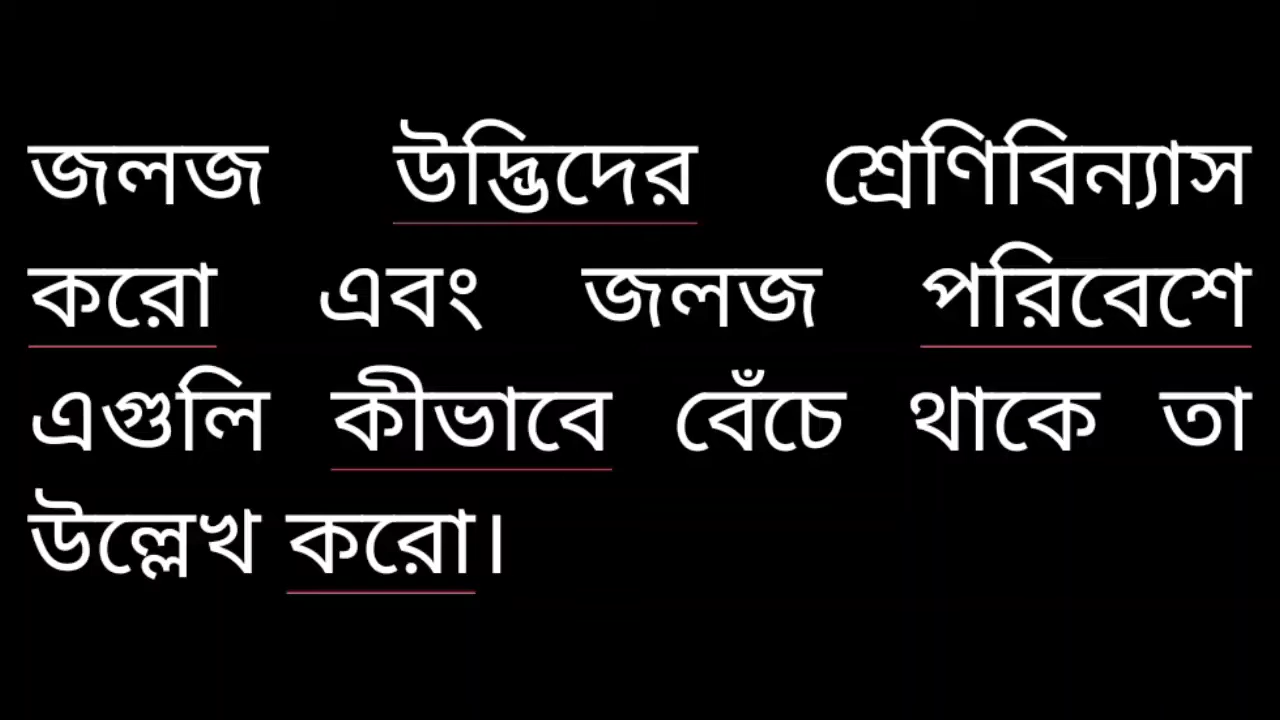 জলজ উদ্ভিদের শ্রেণিবিন্যাস
করো এবং জলজ পরিবেশে
এগুলি কীভাবে বেঁচে থাকে তা
উল্লেখ করো।